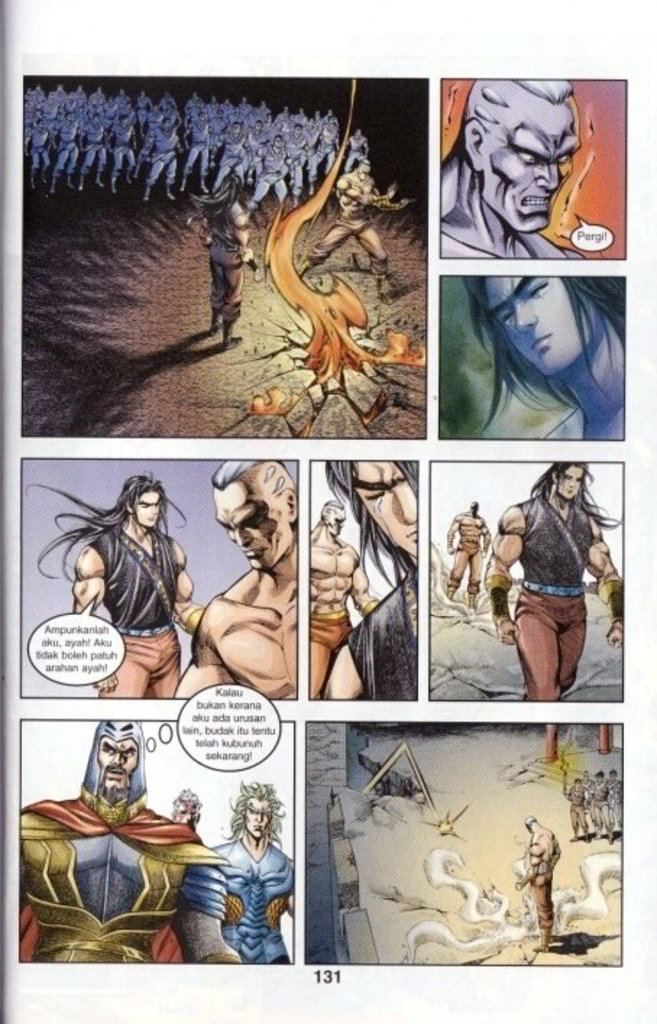 Pergi!
Ampunkanlah
aku, ayah! Aku
tidak boleh patuh
arahan ayah!
Kalau
bukan kerana
aku ada urusan
lain, budak itu tentu
telah kubunuh
sekarang!
131